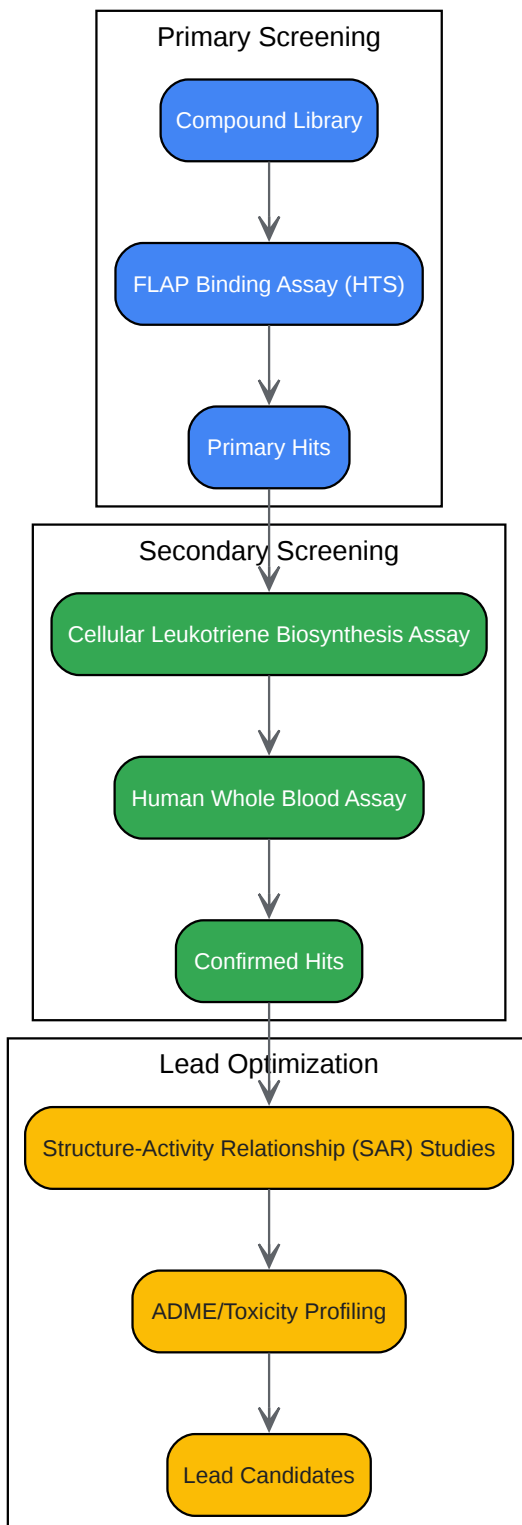 Primary Screening
Compound Library
FLAP Binding Assay (HTS)
Primary Hits
Secondary Screening
Cellular Leukotriene Biosynthesis Assay
Human Whole Blood Assay
Confirmed Hits
Lead Optimization
Structure-Activity Relationship (SAR) Studies
ADME/Toxicity Profiling
Lead Candidates